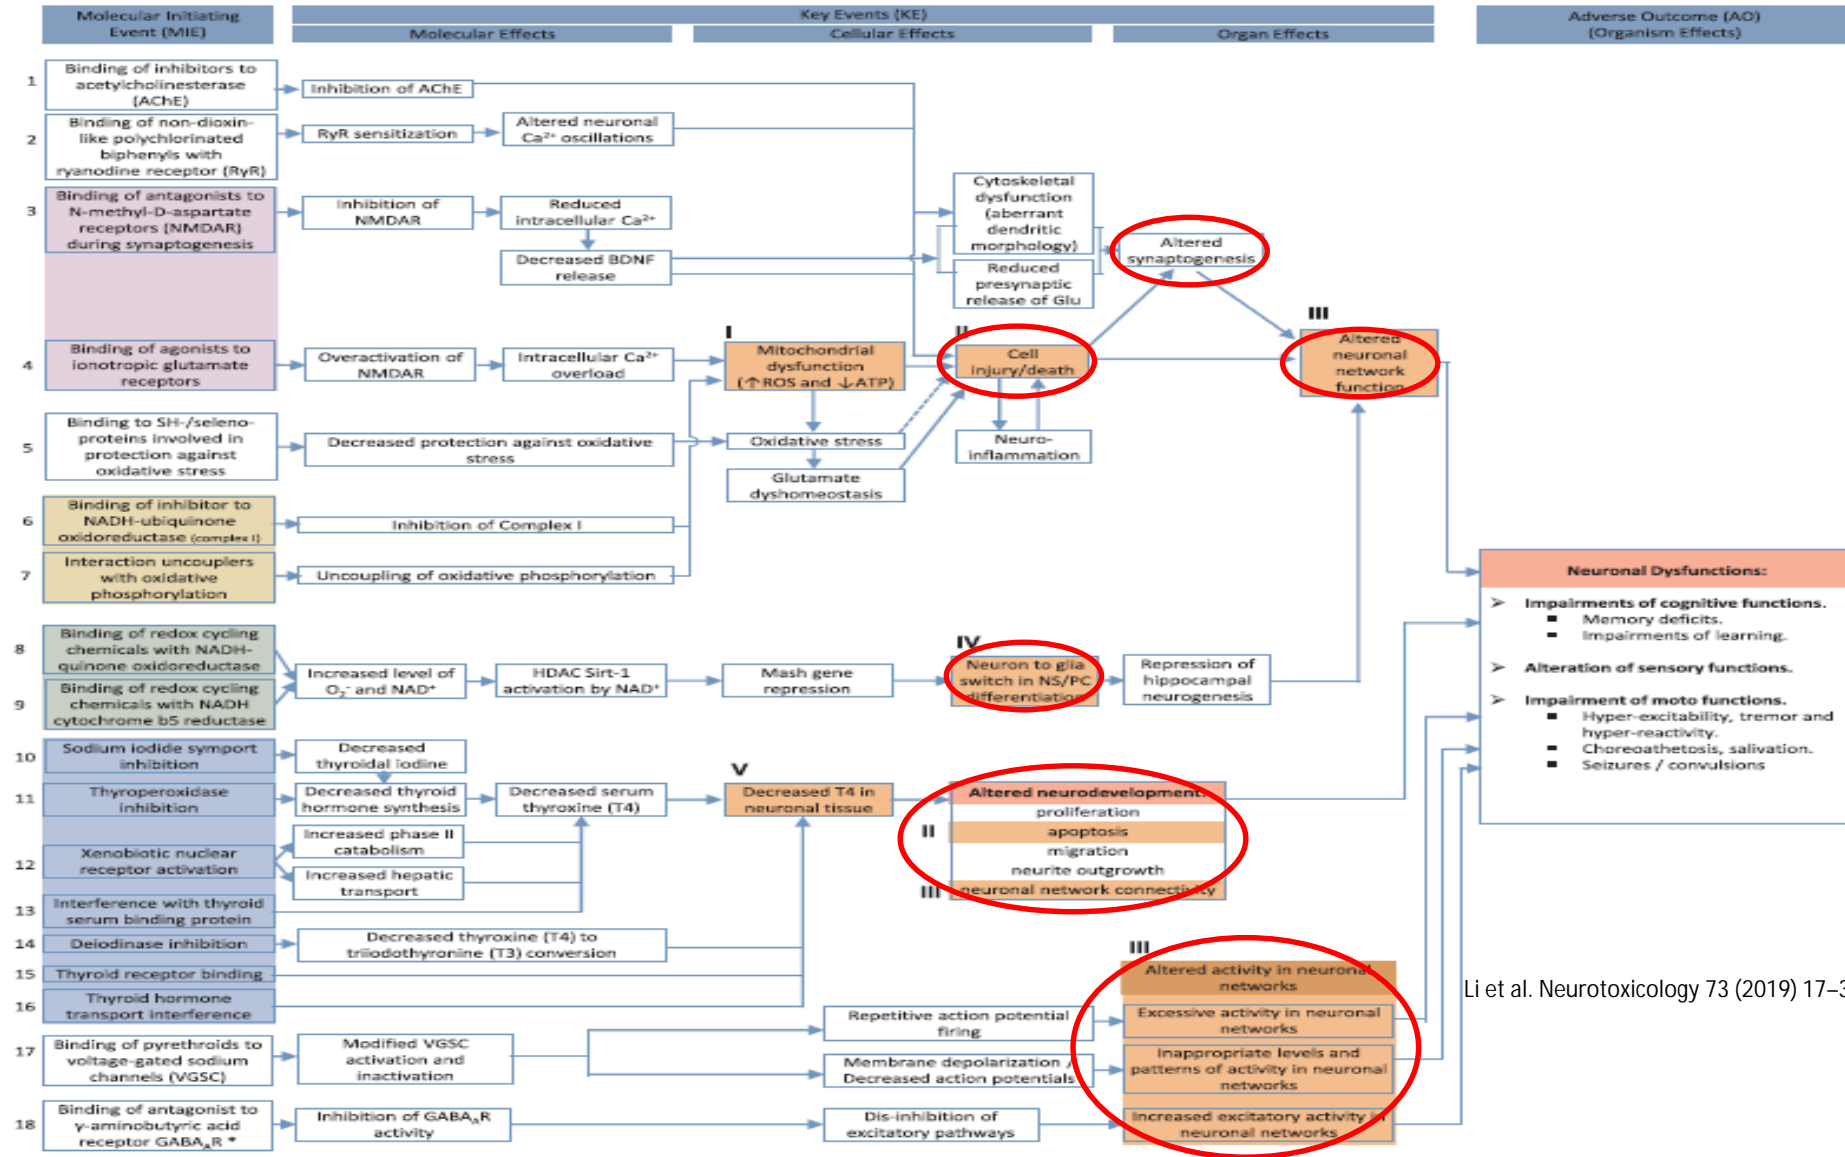 Molecular Initiating
Event (MIE)
Key Events (KE)
Molecular Effects
Cellular Effects
Organ Effects
Adverse Outcome (AO)
(Organism Effects)
1
Binding of inhibitors to
acetylcholinesterase
(AChE)
Inhibition of AChE
2
Binding of non-dioxin-
like polychlorinated
biphenyls with
ryanodine receptor (RyR)
RyR sensitization
Altered neuronal
Ca²⁺ oscillations
3
Binding of antagonists to
N-methyl-D-aspartate
receptors (NMDAR)
during synaptogenesis
Inhibition of
NMDAR
Reduced
intracellular Ca²⁺
Decreased BDNF
release
Cytoskeletal
dysfunction
(aberrant
dendritic
morphology)
Reduced
presynaptic
release of Glu
Altered
synaptogenesis
4
Binding of agonists to
ionotropic glutamate
receptors
Overactivation of
NMDAR
Intracellular Ca²⁺
overload
I
Mitochondrial
dysfunction
(↑ROS and ↓ATP)
II
Cell
injury/death
III
Altered
neuronal
network
function
5
Binding to SH-/seleno-
proteins involved in
protection against
oxidative stress
Decreased protection against oxidative
stress
Oxidative stress
Glutamate
dyshomeostasis
Neuro-
inflammation
6
Binding of inhibitor to
NADH-ubiquinone
oxidoreductase (complex I)
Inhibition of Complex I
7
Interaction uncouplers
with oxidative
phosphorylation
Uncoupling of oxidative phosphorylation
8
Binding of redox cycling
chemicals with NADH-
quinone oxidoreductase
9
Binding of redox cycling
chemicals with NADH
cytochrome b5 reductase
Increased level of
O₂⁻ and NAD⁺
HDAC Sirt-1
activation by NAD⁺
Mash gene
repression
IV
Neuron to glia
switch in NS/PC
differentiation
Repression of
hippocampal
neurogenesis
10
Sodium iodide symport
inhibition
Decreased
thyroidal iodine
11
Thyroperoxidase
inhibition
Decreased thyroid
hormone synthesis
Decreased serum
thyroxine (T4)
V
Decreased T4 in
neuronal tissue
Altered neurodevelopment:
proliferation
II
apoptosis
migration
neurite outgrowth
III
neuronal network connectivity
12
Xenobiotic nuclear
receptor activation
Increased phase II
catabolism
Increased hepatic
transport
13
Interference with thyroid
serum binding protein
14
Deiodinase inhibition
Decreased thyroxine (T4) to
triiodothyronine (T3) conversion
15
Thyroid receptor binding
16
Thyroid hormone
transport interference
17
Binding of pyrethroids to
voltage-gated sodium
channels (VGSC)
Modified VGSC
activation and
inactivation
Repetitive action potential
firing
Membrane depolarization /
Decreased action potentials
III
Altered activity in neuronal
networks
Excessive activity in neuronal
networks
Inappropriate levels and
patterns of activity in neuronal
networks
18
Binding of antagonist to
γ-aminobutyric acid
receptor GABA_AR *
Inhibition of GABA_AR
activity
Dis-inhibition of
excitatory pathways
Increased excitatory activity in
neuronal networks
Neuronal Dysfunctions:
➢ Impairments of cognitive functions.
▪ Memory deficits.
▪ Impairments of learning.
➢ Alteration of sensory functions.
➢ Impairment of moto functions.
▪ Hyper-excitability, tremor and
hyper-reactivity.
▪ Choreoathetosis, salivation.
▪ Seizures / convulsions
Li et al. Neurotoxicology 73 (2019) 17–3